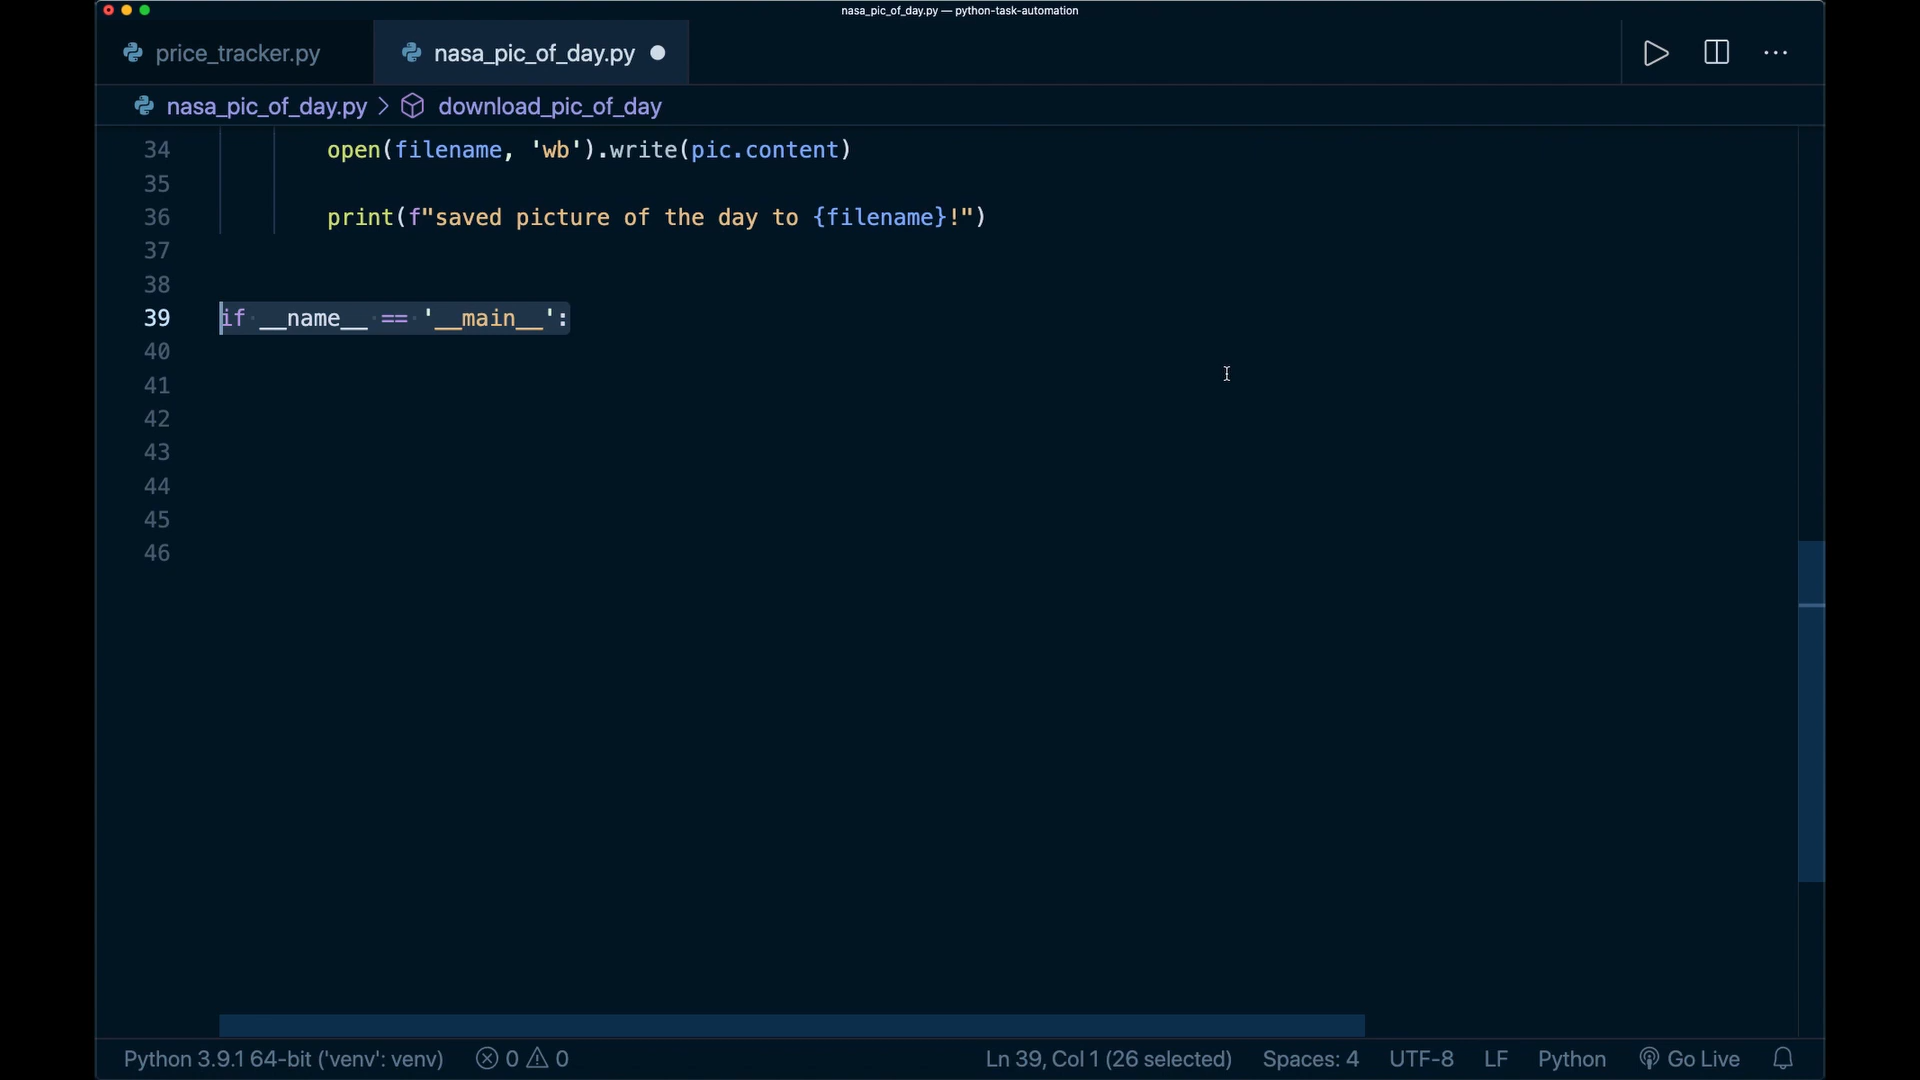 nasa_pic_of_day.py — python-task-automation
price_tracker.py
nasa_pic_of_day.py
nasa_pic_of_day.py > download_pic_of_day
34 open(filename, 'wb').write(pic.content)
35
36 print(f"saved picture of the day to {filename}!")
37
38
39 if __name__ == '__main__':
40
41
42
43
44
45
46
Python 3.9.1 64-bit ('venv': venv) 0 0 Ln 39, Col 1 (26 selected) Spaces: 4 UTF-8 LF Python Go Live